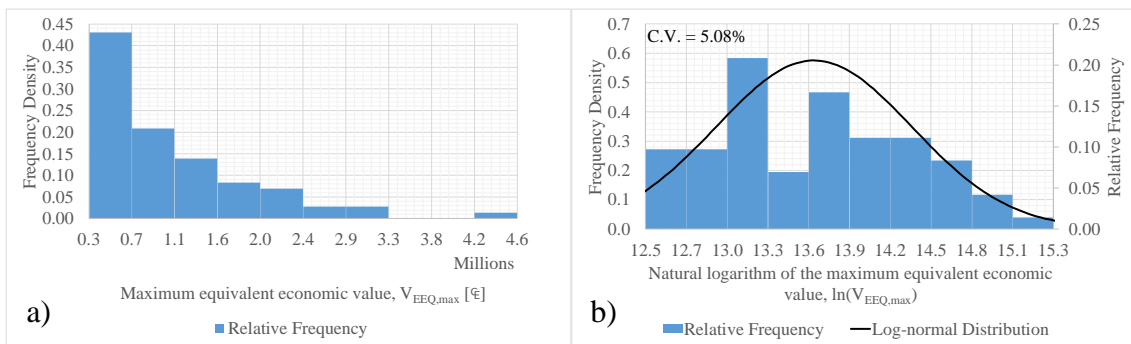 Frequency Density
0.45
0.40
0.35
0.30
0.25
0.20
0.15
0.10
0.05
0.00
0.3 0.7 1.1 1.6 2.0 2.4 2.9 3.3 4.2 4.6
Millions
Maximum equivalent economic value, V_EEQ,max [₠]
a)
Relative Frequency
C.V. = 5.08%
Frequency Density
0.7
0.6
0.5
0.4
0.3
0.2
0.1
0.0
Relative Frequency
0.25
0.20
0.15
0.10
0.05
0.00
12.5 12.7 13.0 13.3 13.6 13.9 14.2 14.5 14.8 15.1 15.3
Natural logarithm of the maximum equivalent economic
value, ln(V_EEQ,max)
b)
Relative Frequency Log-normal Distribution